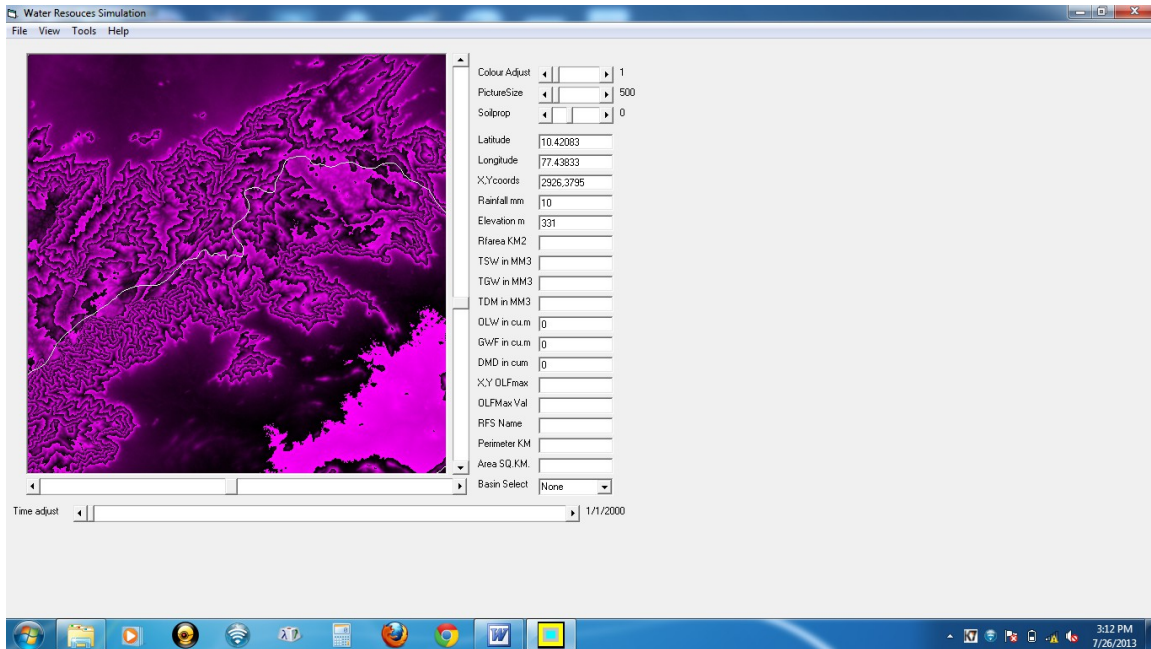 Water Resouces Simulation
File View Tools Help
Colour Adjust 1
PictureSize 500
Soilprop 0
Latitude 10.42083
Longitude 77.43833
X,Ycoords 2926,3795
Rainfall mm 10
Elevation m 331
Rfarea KM2
TSW in MM3
TGW in MM3
TDM in MM3
OLW in cu.m 0
GWF in cu.m 0
DMD in cum 0
X,Y OLFmax
OLFMax Val
RFS Name
Perimeter KM
Area SQ.KM.
Basin Select None
Time adjust 1/1/2000
3:12 PM
7/26/2013